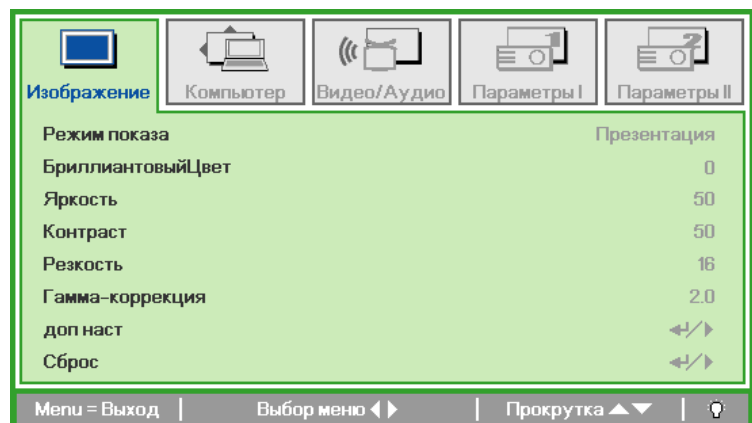 Изображение Компьютер Видео/Аудио Параметры I Параметры II
Режим показа Презентация
БриллиантовыйЦвет 0
Яркость 50
Контраст 50
Резкость 16
Гамма-коррекция 2.0
доп наст
Сброс
Menu = Выход Выбор меню Прокрутка